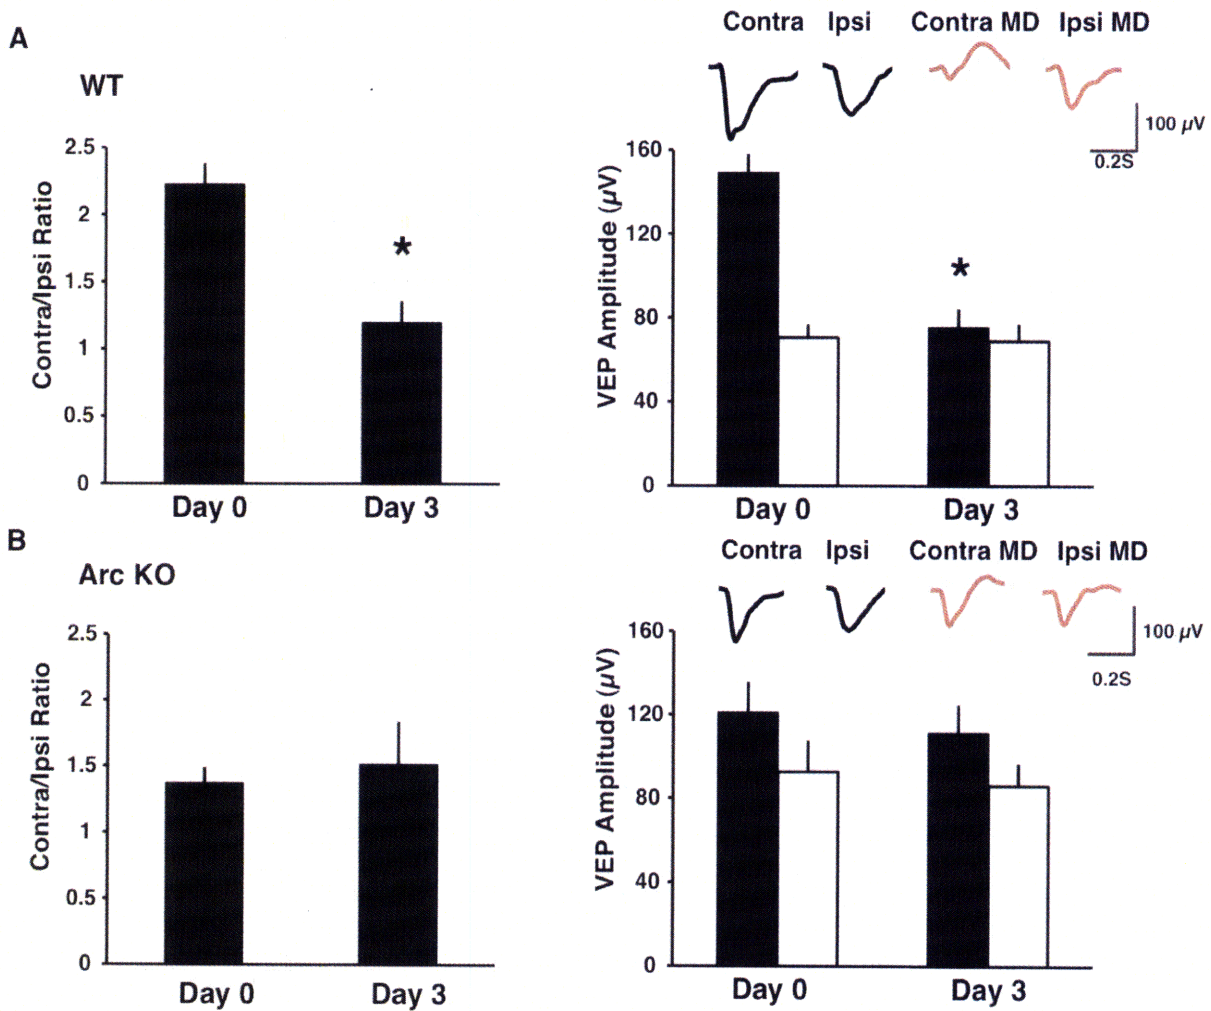 A
WT
Contra/Ipsi Ratio
2.5
2
1.5
1
0.5
0
*
Day 0
Day 3
Contra
Ipsi
Contra MD
Ipsi MD
100 µV
0.2S
VEP Amplitude (µV)
160
120
80
40
0
*
Day 0
Day 3
B
Arc KO
Contra/Ipsi Ratio
2.5
2
1.5
1
0.5
0
Day 0
Day 3
Contra
Ipsi
Contra MD
Ipsi MD
100 µV
0.2S
VEP Amplitude (µV)
160
120
80
40
0
Day 0
Day 3